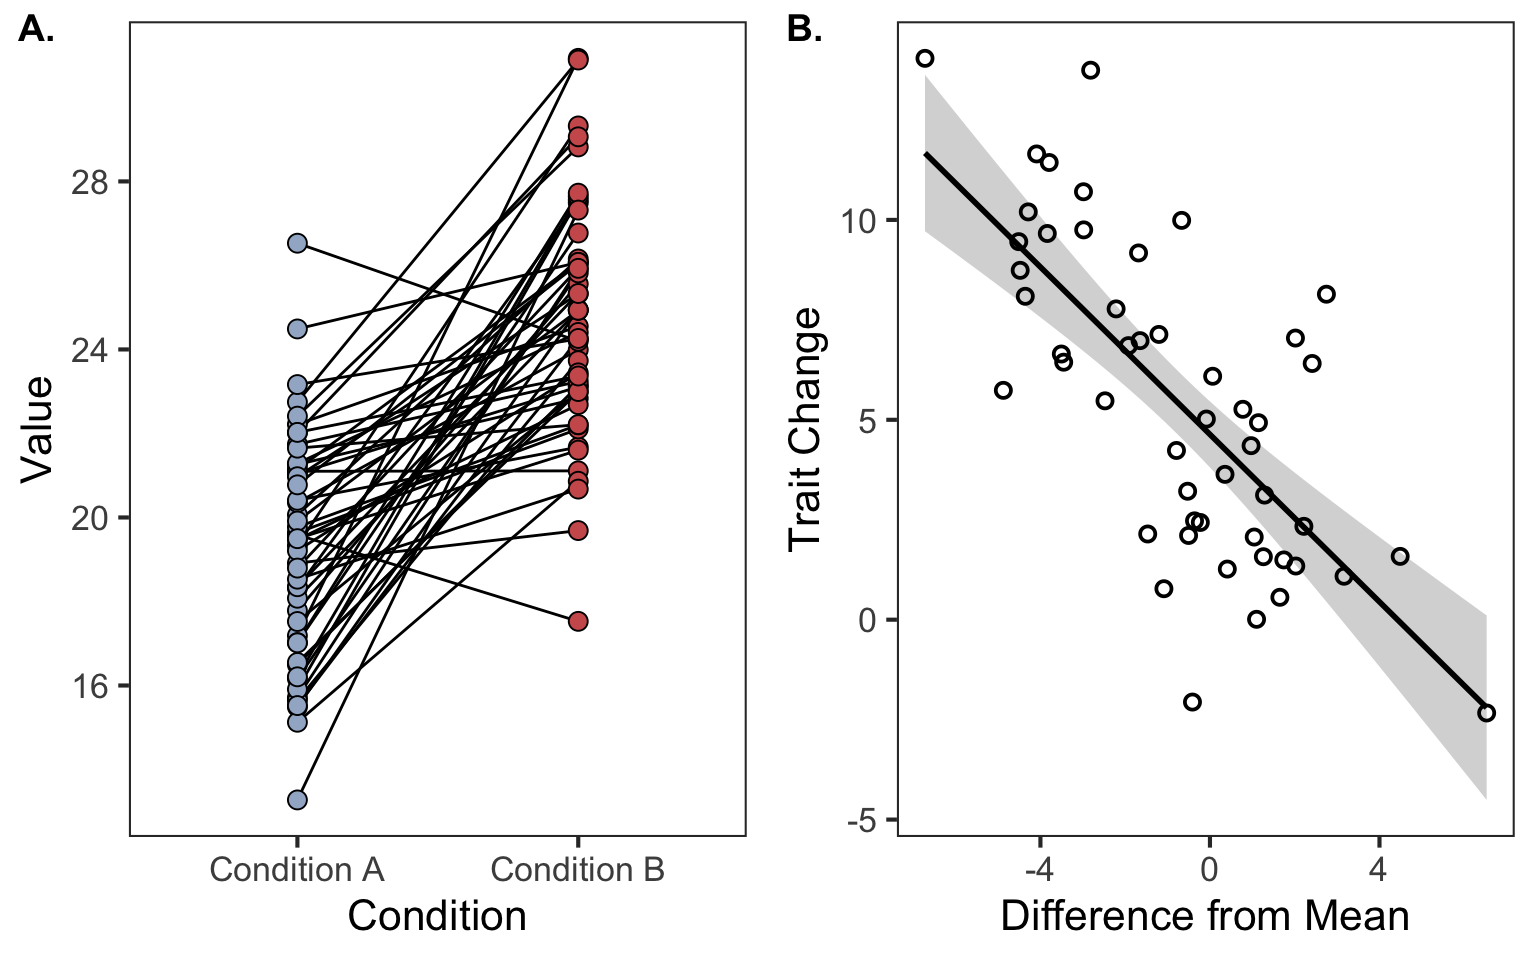 A.
28
24
20
16
Value
Condition A
Condition B
Condition
B.
10
5
0
-5
Trait Change
-4
0
4
Difference from Mean